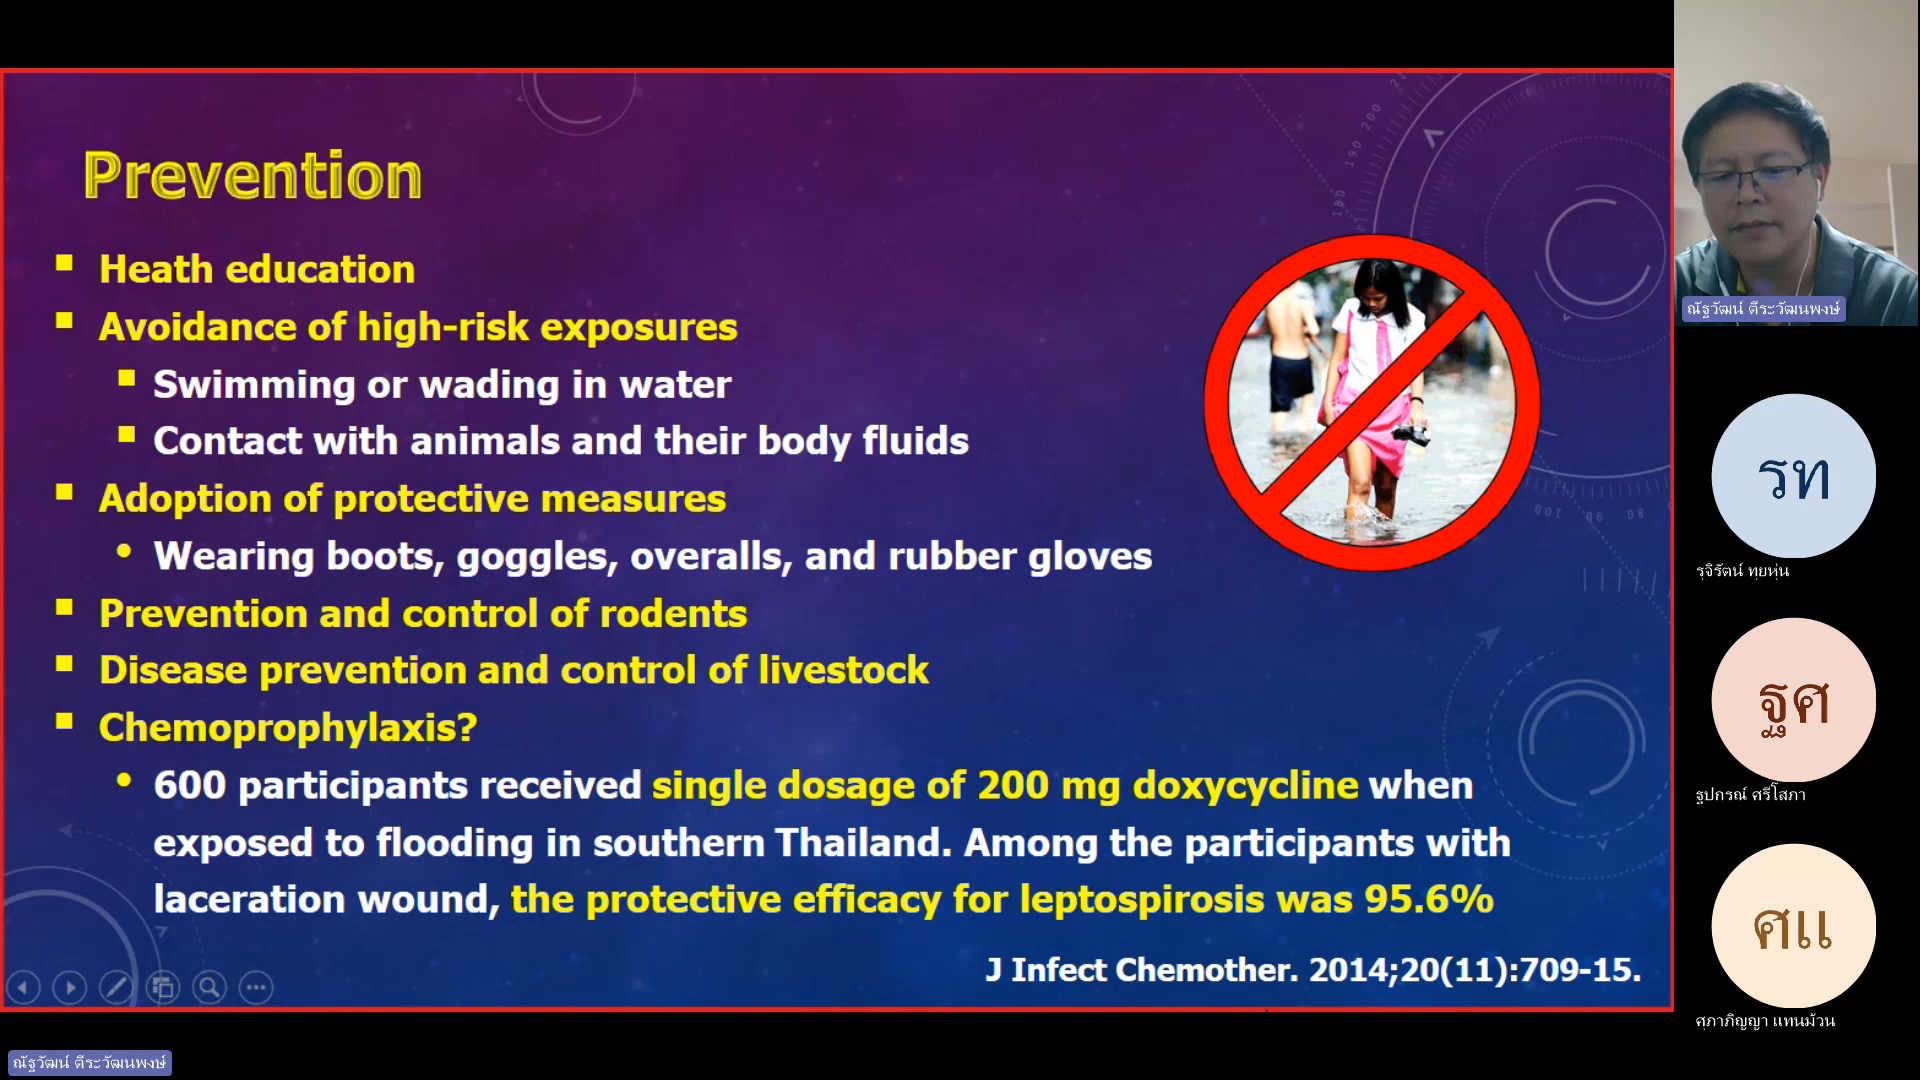 Prevention
Heath education
Avoidance of high-risk exposures
Swimming or wading in water
Contact with animals and their body fluids
Adoption of protective measures
Wearing boots, goggles, overalls, and rubber gloves
Prevention and control of rodents
Disease prevention and control of livestock
Chemoprophylaxis?
600 participants received single dosage of 200 mg doxycycline when
exposed to flooding in southern Thailand. Among the participants with
laceration wound, the protective efficacy for leptospirosis was 95.6%
J Infect Chemother. 2014;20(11):709-15.
ณัฐวัฒน์ ตีระวัฒนพงษ์
ณัฐวัฒน์ ตีระวัฒนพงษ์
รท
รุจิรัตน์ ทุยหุ่น
ฐศ
ฐปกรณ์ ศรีโสภา
ศแ
ศุภาภิญญา แทนม้วน